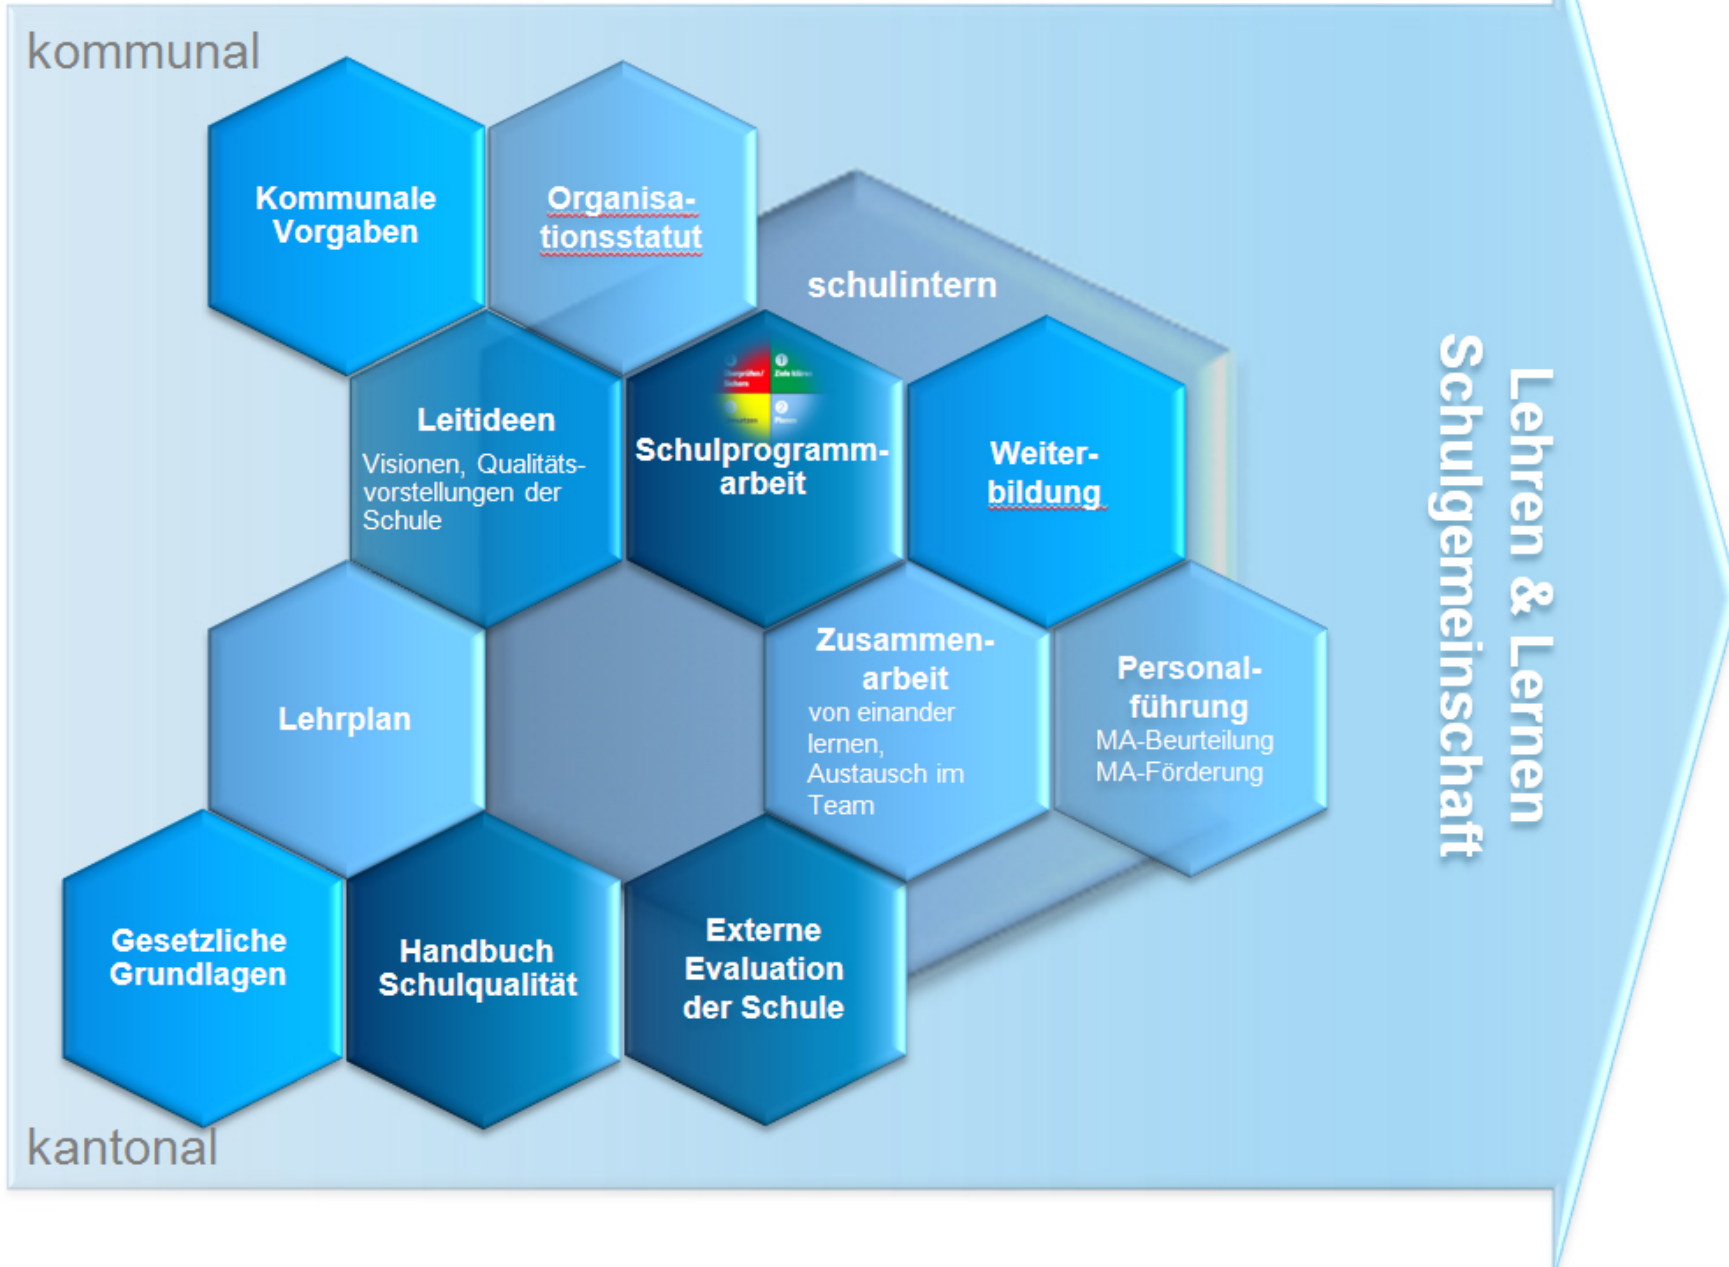 kommunal
Kommunale
Vorgaben
Organisa-
tionsstatut
schulintern
Leitideen
Visionen, Qualitäts-
vorstellungen der
Schule
Ziele klären
Schulprogramm-
arbeit
Weiter-
bildung
Lehrplan
Zusammen-
arbeit
von einander
lernen,
Austausch im
Team
Personal-
führung
MA-Beurteilung
MA-Förderung
Gesetzliche
Grundlagen
Handbuch
Schulqualität
Externe
Evaluation
der Schule
kantonal
Lehren & Lernen
Schulgemeinschaft